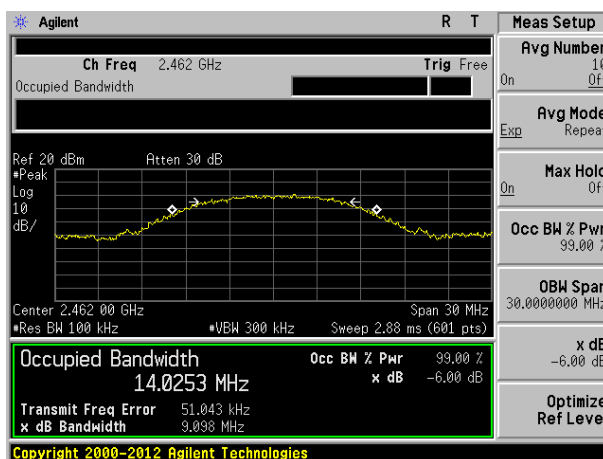 Agilent R T
Ch Freq 2.462 GHz Trig Free
Occupied Bandwidth
Ref 20 dBm Atten 30 dB
#Peak
Log
10
dB/
Center 2.462 00 GHz Span 30 MHz
#Res BW 100 kHz #VBW 300 kHz Sweep 2.88 ms (601 pts)
Occupied Bandwidth
14.0253 MHz
Occ BW % Pwr 99.00 %
x dB -6.00 dB
Transmit Freq Error 51.043 kHz
x dB Bandwidth 9.098 MHz
Copyright 2000-2012 Agilent Technologies
Meas Setup
Avg Number
10
On Of
Avg Mode
Exp Repea
Max Hold
On Of
Occ BW % Pwr
99.00 %
OBW Span
30.0000000 MHz
x dB
-6.00 dB
Optimize
Ref Leve